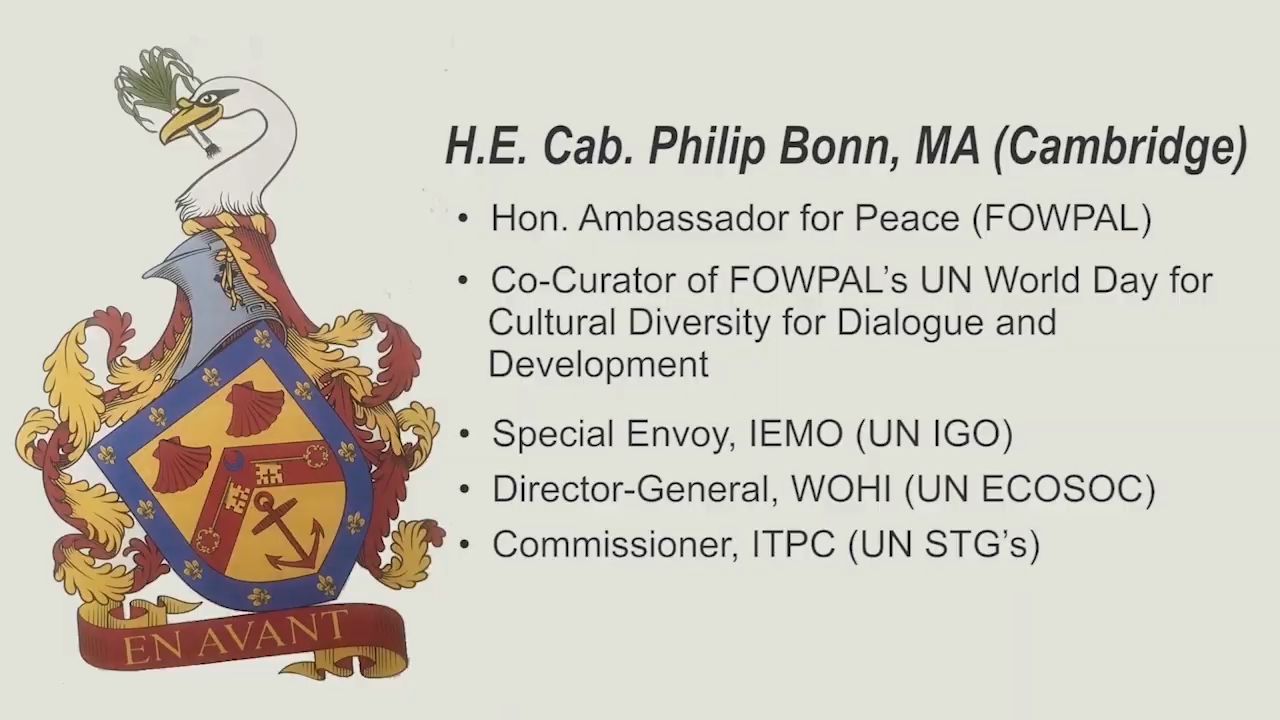 H.E. Cab. Philip Bonn, MA (Cambridge)
• Hon. Ambassador for Peace (FOWPAL)
• Co-Curator of FOWPAL’s UN World Day for
Cultural Diversity for Dialogue and
Development
• Special Envoy, IEMO (UN IGO)
• Director-General, WOHI (UN ECOSOC)
• Commissioner, ITPC (UN STG’s)
EN AVANT